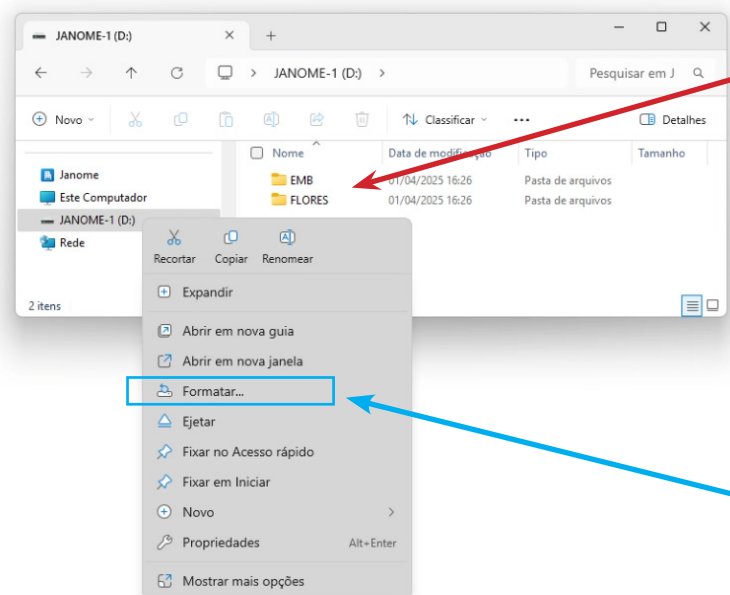 JANOME-1 (D:)
JANOME-1 (D:)
Pesquisar em J
Novo
Classificar
Detalhes
Nome Data de modificação Tipo Tamanho
Janome
Este Computador
JANOME-1 (D:)
Rede
EMB 01/04/2025 16:26 Pasta de arquivos
FLORES 01/04/2025 16:26 Pasta de arquivos
2 itens
Recortar Copiar Renomear
Expandir
Abrir em nova guia
Abrir em nova janela
Formatar...
Ejetar
Fixar no Acesso rápido
Fixar em Iniciar
Novo
Propriedades Alt+Enter
Mostrar mais opções